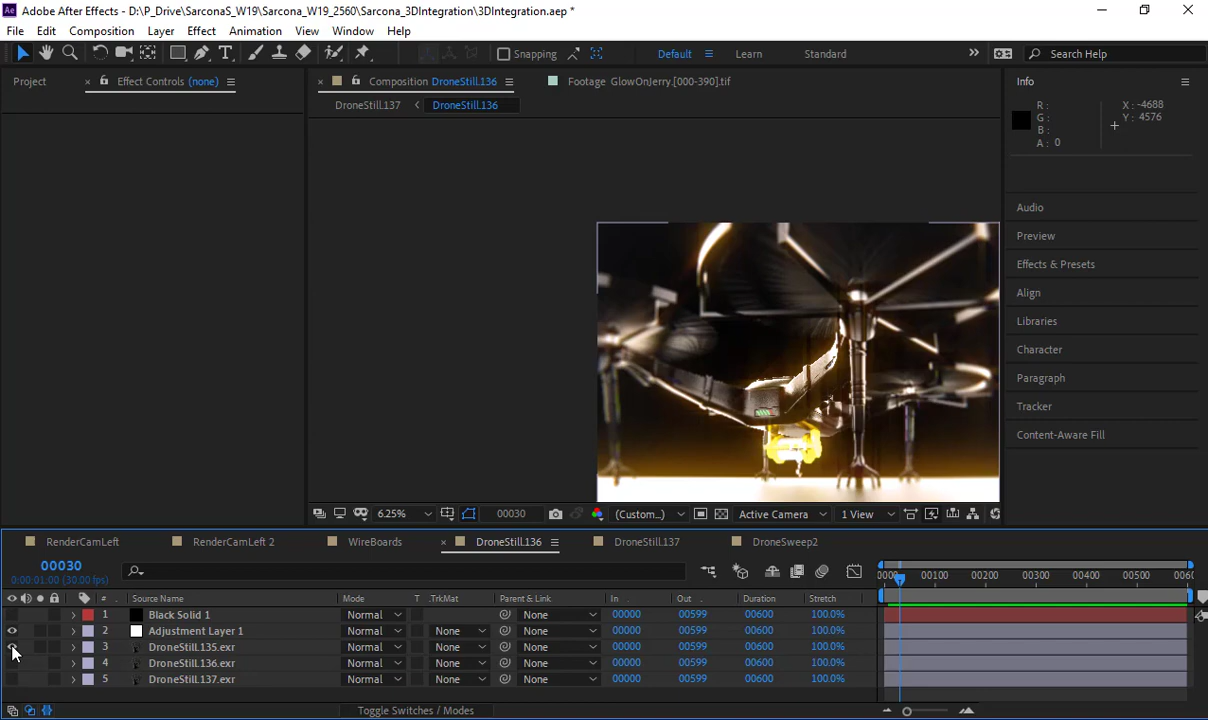 Adobe After Effects - D:\P_Drive\SarconaS_W19\Sarcona_W19_2560\Sarcona_3DIntegration\3DIntegration.aep *
File Edit Composition Layer Effect Animation View Window Help
Snapping Default Learn Standard Search Help
Project Effect Controls (none) Composition DroneStill.136 Footage GlowOnJerry.[000-390].tif Info
DroneStill.137 DroneStill.136
R : X : -4688
G : Y : 4576
B :
A : 0
Audio
Preview
Effects & Presets
Align
Libraries
Character
Paragraph
Tracker
Content-Aware Fill
6.25% 00030 (Custom...) Active Camera 1 View
RenderCamLeft RenderCamLeft 2 WireBoards DroneStill.136 DroneStill.137 DroneSweep2
00030
0:00:01:00 (30.00 fps)
00100 00200 00300 00400 00500
# Source Name Mode T .TrkMat Parent & Link In Out Duration Stretch
1 Black Solid 1 Normal None 00000 00599 00600 100.0%
2 Adjustment Layer 1 Normal None None 00000 00599 00600 100.0%
3 DroneStill.135.exr Normal None None 00000 00599 00600 100.0%
4 DroneStill.136.exr Normal None None 00000 00599 00600 100.0%
5 DroneStill.137.exr Normal None None 00000 00599 00600 100.0%
Toggle Switches / Modes